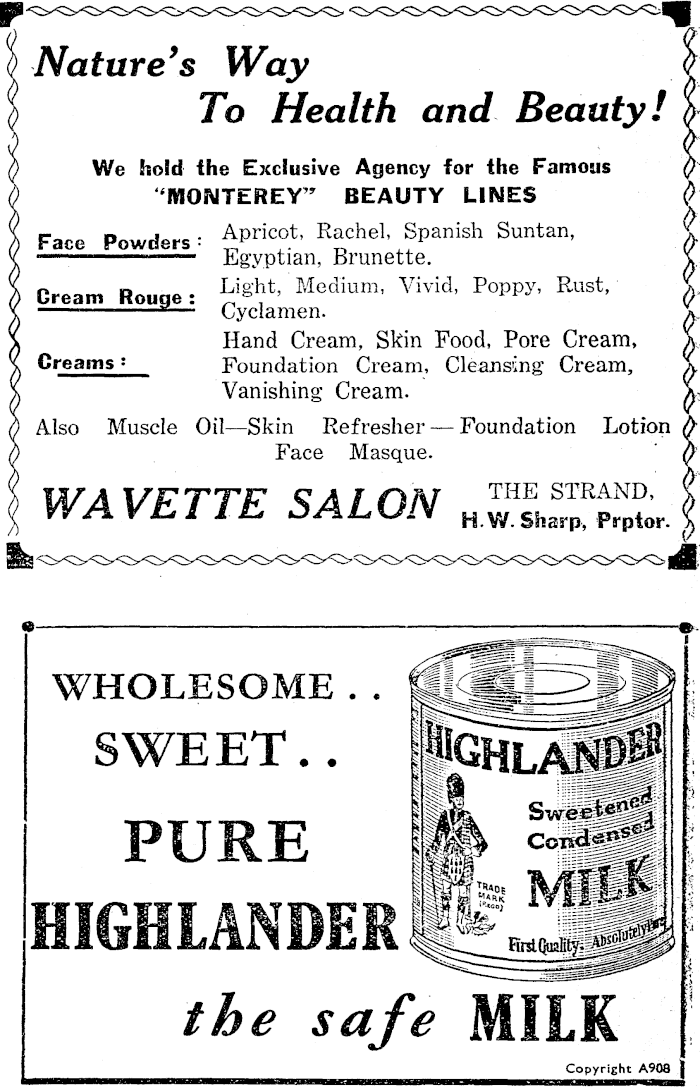 Nature's Way
To Health and Beauty!
We hold the Exclusive Agency for the Famous
"MONTEREY" BEAUTY LINES
Face Powders: Apricot, Rachel, Spanish Suntan,
Egyptian, Brunette.
Cream Rouge: Light, Medium, Vivid, Poppy, Rust,
Cyclamen.
Creams: Hand Cream, Skin Food, Pore Cream,
Foundation Cream, Cleansing Cream,
Vanishing Cream.
Also Muscle Oil—Skin Refresher—Foundation Lotion
Face Masque.
WAVETTE SALON THE STRAND,
H.W. Sharp, Prptor.
WHOLESOME . .
SWEET . .
PURE
HIGHLANDER
the safe MILK
HIGHLANDER
Sweetened
Condensed
MILK
TRADE
MARK
First Quality. Absolutely Pure
Copyright A908